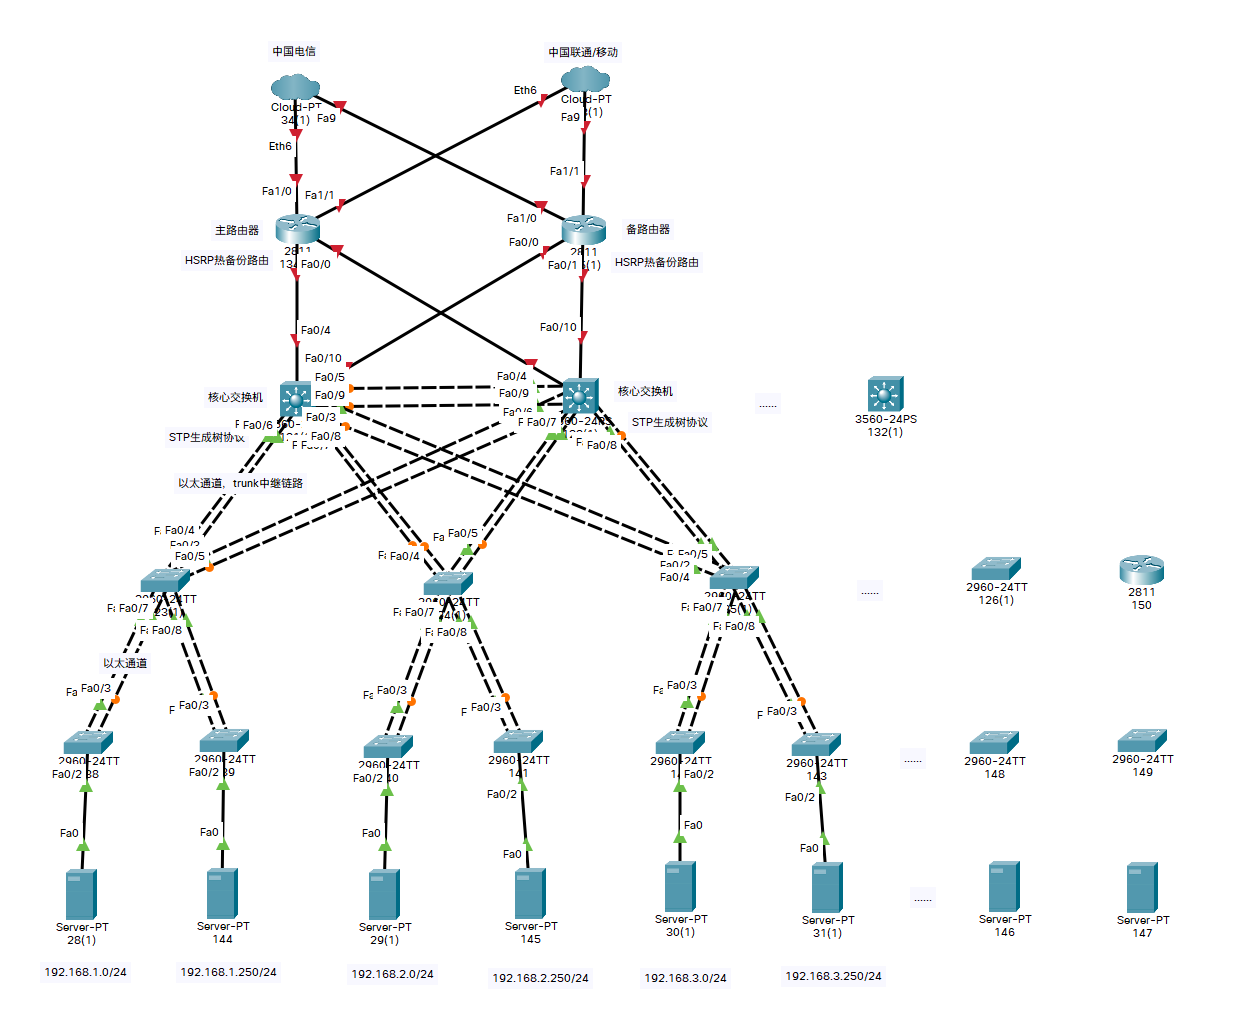 中国电信
中国联通/移动
Cloud-PT
34(1)
Fa9
Eth6
Eth6
Cloud-PT
Fa9
Fa1/0
Fa1/1
Fa1/1
Fa1/0
主路由器
备路由器
2811
2811
HSRP热备份路由
HSRP热备份路由
Fa0/0
Fa0/0
Fa0/1
Fa0/4
Fa0/10
Fa0/10
Fa0/5
Fa0/9
Fa0/4
Fa0/9
核心交换机
核心交换机
......
3560-24PS
132(1)
Fa0/6
Fa0/3
Fa0/8
Fa0/6
Fa0/7
Fa0/8
STP生成树协议
STP生成树协议
以太通道，trunk中继链路
Fa0/4
Fa0/5
Fa0/4
Fa0/5
Fa0/5
Fa0/2
Fa0/4
2960-24TT
2960-24TT
2960-24TT
......
2960-24TT
126(1)
2811
150
Fa0/7
Fa0/8
Fa0/7
Fa0/8
Fa0/7
Fa0/8
以太通道
Fa0/3
Fa0/3
Fa0/3
Fa0/3
Fa0/3
Fa0/3
2960-24TT
2960-24TT
2960-24TT
2960-24TT
141
2960-24TT
2960-24TT
143
......
2960-24TT
148
2960-24TT
149
Fa0/2
Fa0/2
Fa0/2
Fa0/2
Fa0/2
Fa0/2
Fa0
Fa0
Fa0
Fa0
Fa0
Fa0
......
Server-PT
28(1)
Server-PT
144
Server-PT
29(1)
Server-PT
145
Server-PT
30(1)
Server-PT
31(1)
Server-PT
146
Server-PT
147
192.168.1.0/24
192.168.1.250/24
192.168.2.0/24
192.168.2.250/24
192.168.3.0/24
192.168.3.250/24